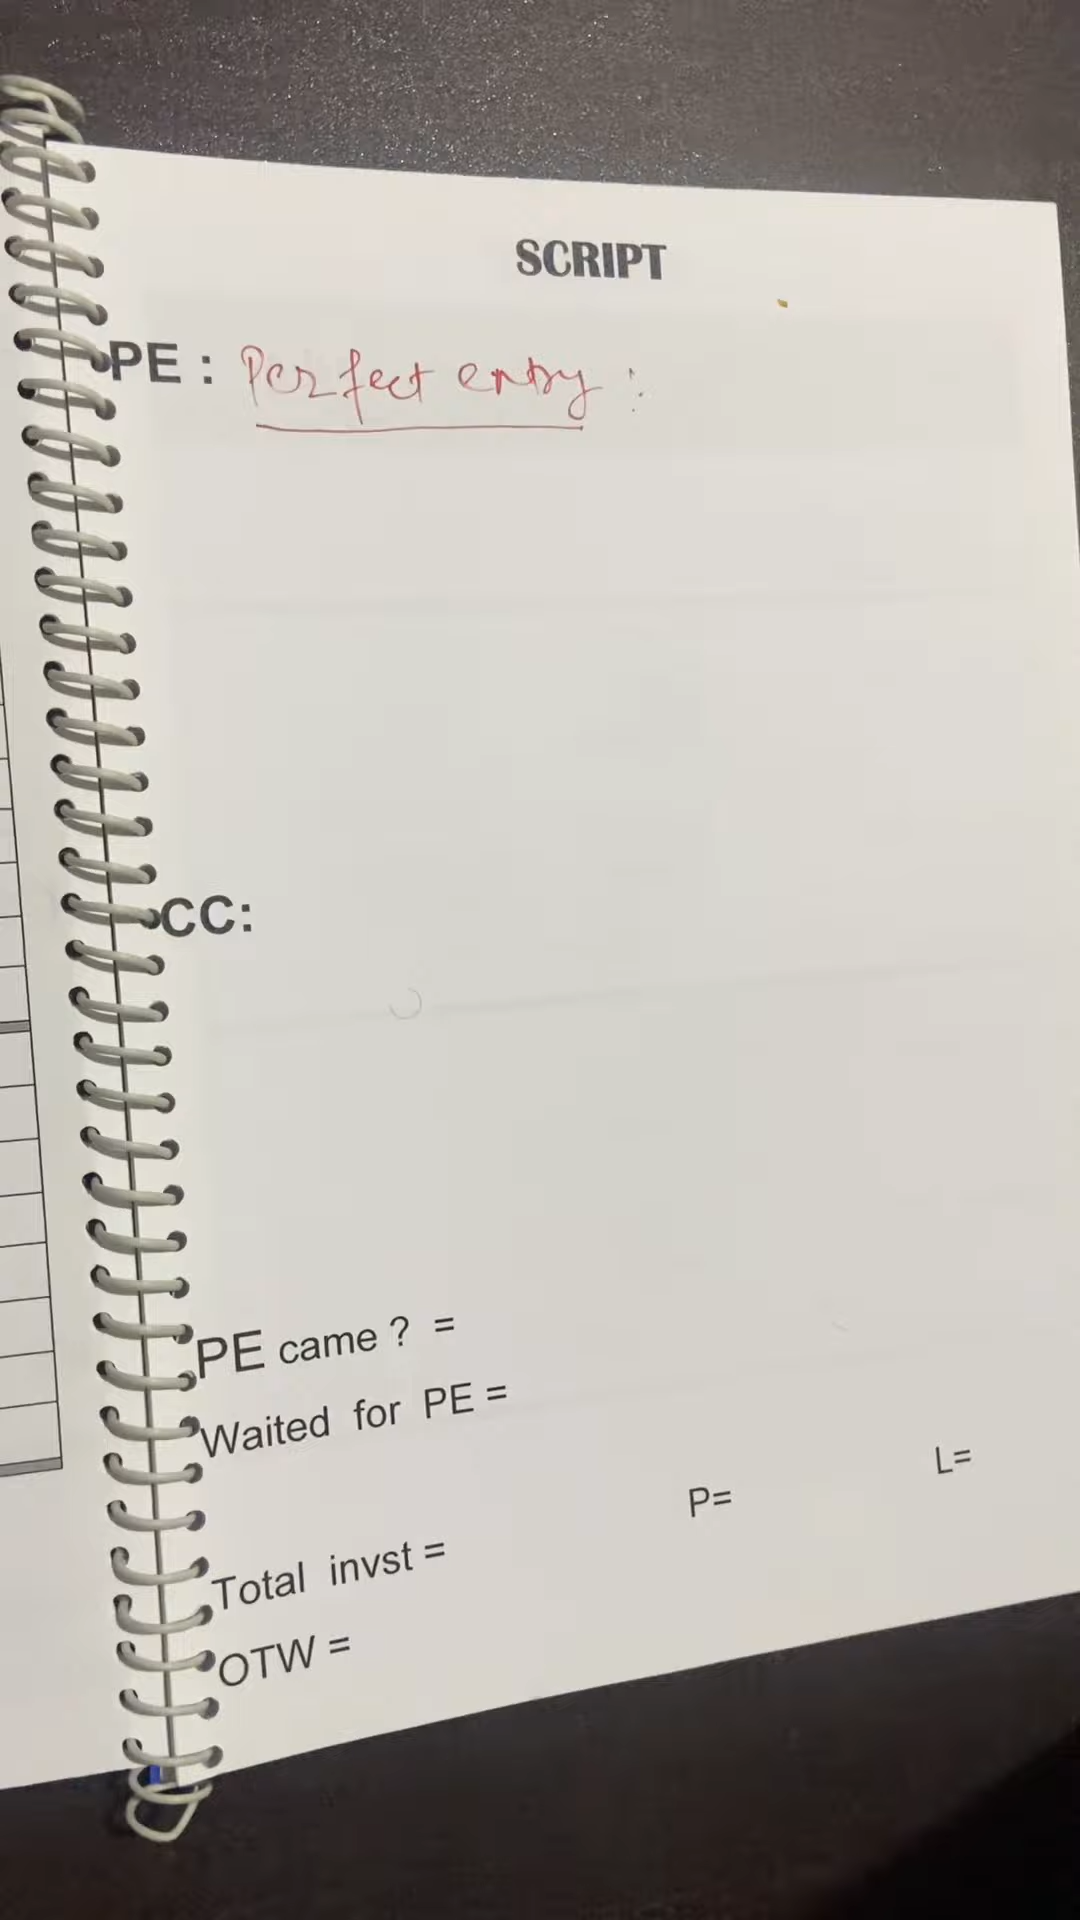 SCRIPT
PE : Perfect entry :
CC:
PE came ? =
Waited for PE =
P= L=
Total invst =
OTW =